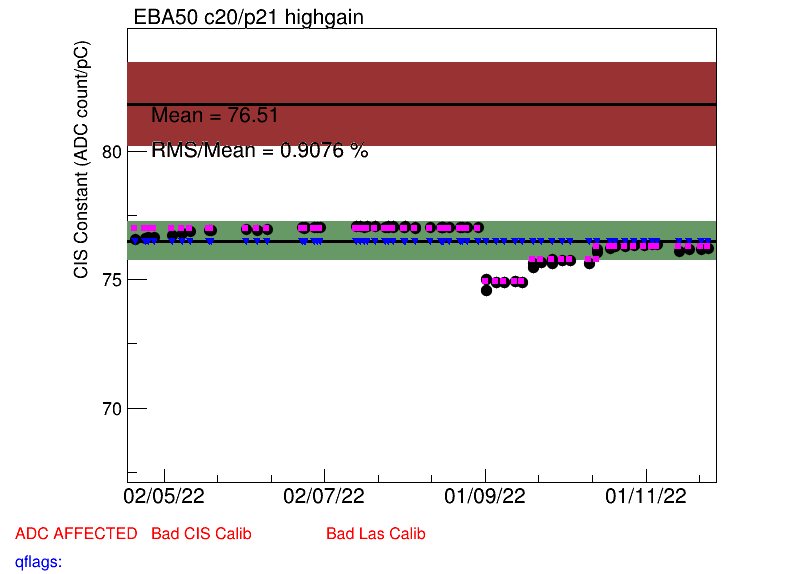 EBA50 c20/p21 highgain
CIS Constant (ADC count/pC)
Mean = 76.51
RMS/Mean = 0.9076 %
80
75
70
02/05/22 02/07/22 01/09/22 01/11/22
ADC AFFECTED Bad CIS Calib Bad Las Calib
qflags: